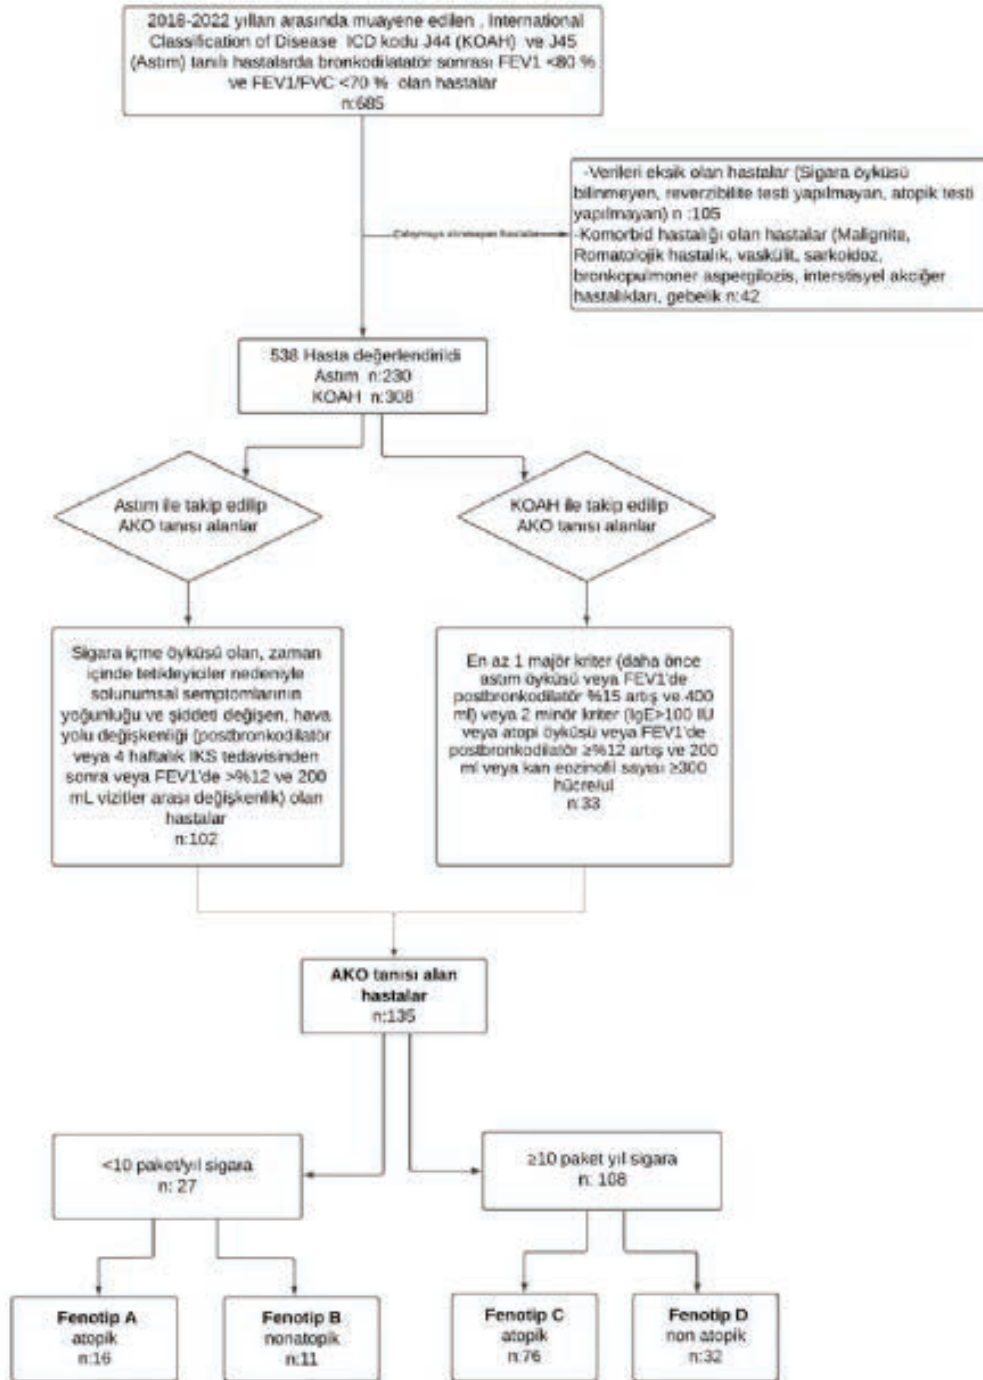 2018-2022 yılları arasında muayene edilen , International
Classification of Disease ICD kodu J44 (KOAH) ve J45
(Astım) tanılı hastalarda bronkodilatatör sonrası FEV1 <80 %
ve FEV1/FVC <70 % olan hastalar
n:685
-Verileri eksik olan hastalar (Sigara öyküsü
bilinmeyen, reverzibilite testi yapılmayan, atopik testi
yapılmayan) n :105
-Komorbid hastalığı olan hastalar (Malignite,
Romatolojik hastalık, vaskülit, sarkoidoz,
bronkopulmoner aspergilozis, interstisyel akciğer
hastalıkları, gebelik n:42
538 Hasta değerlendirildi
Astım n:230
KOAH n:308
Astım ile takip edilip
AKO tanısı alanlar
KOAH ile takip edilip
AKO tanısı alanlar
Sigara içme öyküsü olan, zaman
içinde tetikleyiciler nedeniyle
solunumsal semptomlarının
yoğunluğu ve şiddeti değişen, hava
yolu değişkenliği (postbronkodilatör
veya 4 haftalık IKS tedavisinden
sonra veya FEV1'de >%12 ve 200
mL vizitler arası değişkenlik) olan
hastalar
n:102
En az 1 majör kriter (daha önce
astım öyküsü veya FEV1'de
postbronkodilatör %15 artış ve 400
ml) veya 2 minör kriter (IgE>100 IU
veya atopi öyküsü veya FEV1'de
postbronkodilatör ≥%12 artış ve 200
ml veya kan eozinofil sayısı ≥300
hücre/ul
n:33
AKO tanısı alan
hastalar
n:135
<10 paket/yıl sigara
n: 27
≥10 paket yıl sigara
n: 108
Fenotip A
atopik
n:16
Fenotip B
nonatopik
n:11
Fenotip C
atopik
n:76
Fenotip D
non atopik
n:32